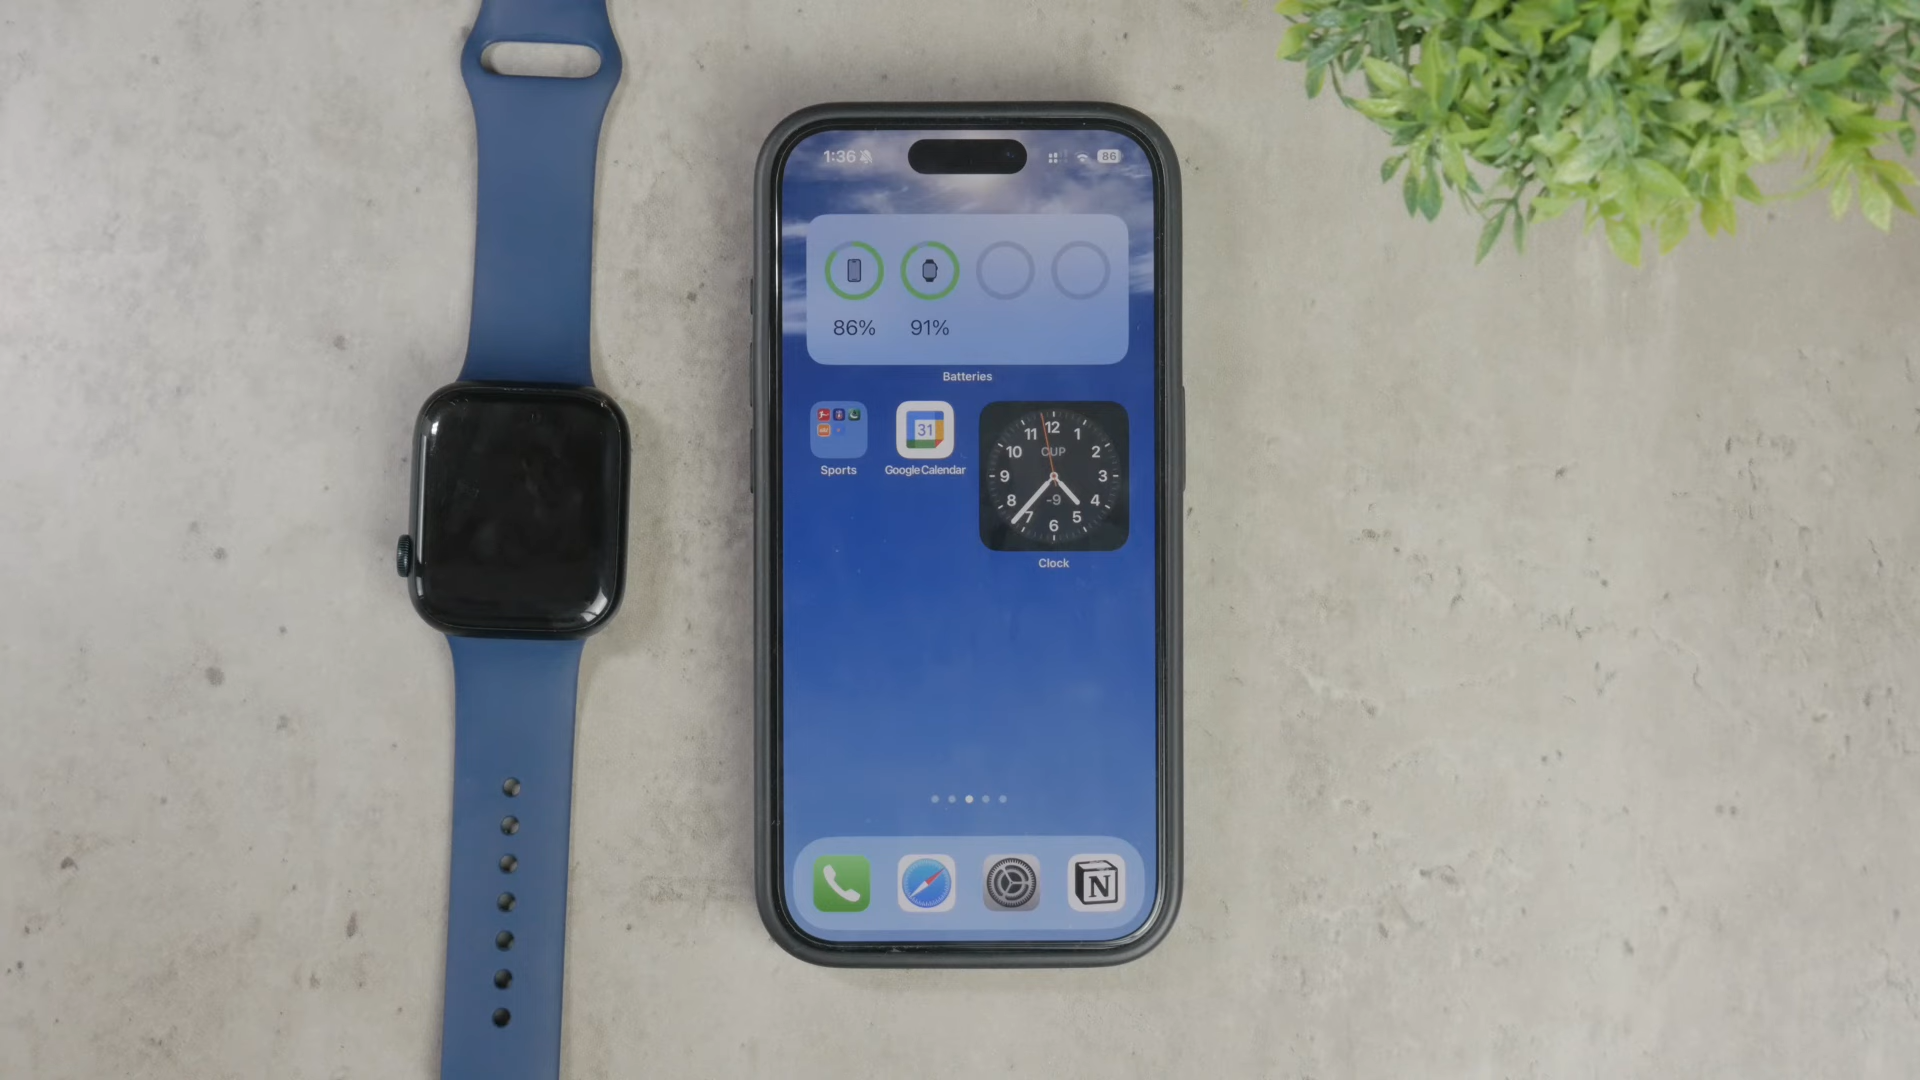 1:36
86
86% 91%
Batteries
Sports
Google Calendar
31
11 12 1
10 CUP 2
9 3
8 -9 4
7 5
6
Clock
N